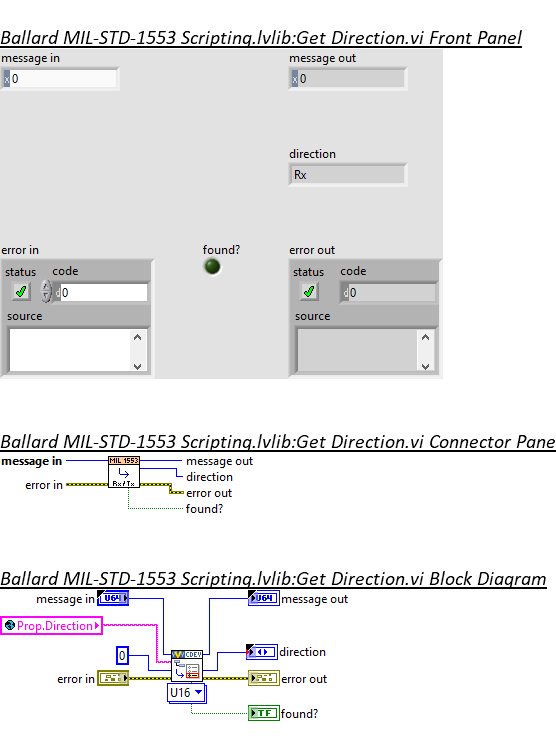 Ballard MIL-STD-1553 Scripting.lvlib:Get Direction.vi Front Panel
message in
message out
x 0
x 0
direction
Rx
error in
found?
error out
status code
status code
d 0
d 0
source
source
Ballard MIL-STD-1553 Scripting.lvlib:Get Direction.vi Connector Pane
message in
MIL 1553
message out
direction
error in
Rx/Tx
error out
found?
Ballard MIL-STD-1553 Scripting.lvlib:Get Direction.vi Block Diagram
message in
U64
U64
message out
Prop.Direction
0
CDEV
direction
error in
error out
U16
TF
found?